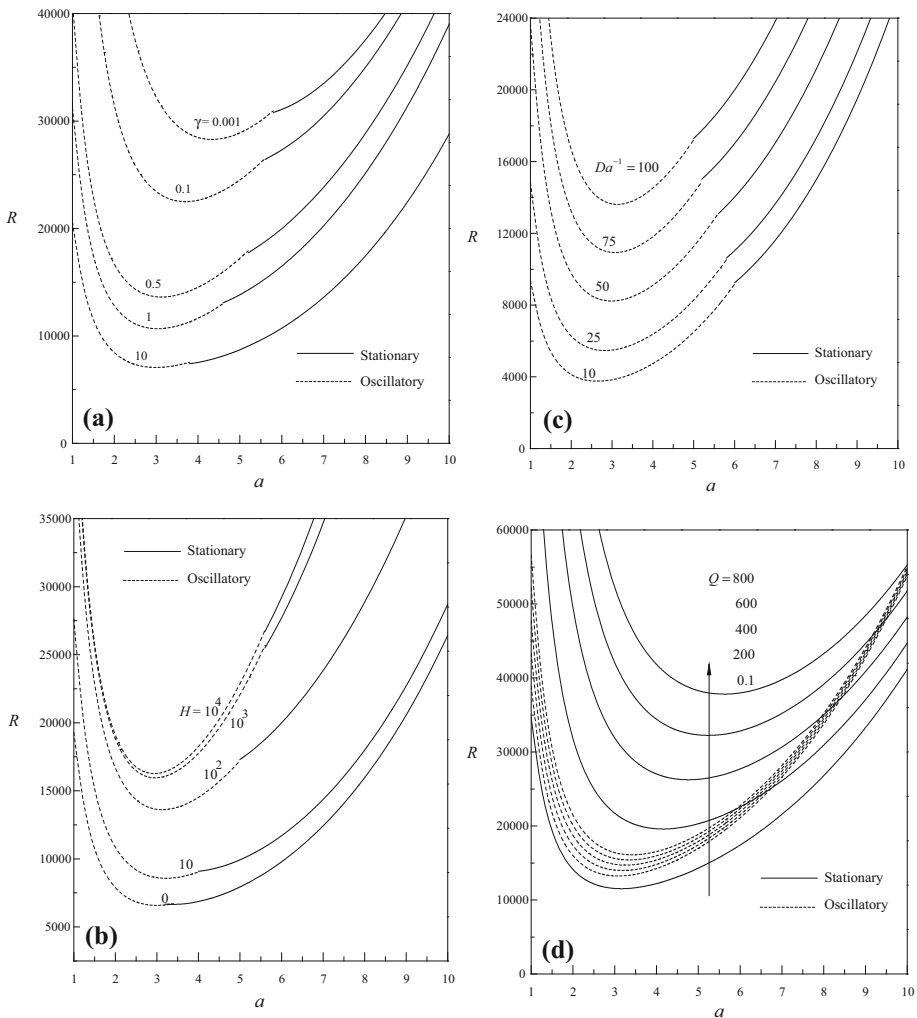 40000
30000
20000
10000
0
R
γ = 0.001
0.1
0.5
1
10
Stationary
Oscillatory
(a)
1 2 3 4 5 6 7 8 9 10
a
24000
20000
16000
12000
8000
4000
0
R
Da⁻¹ = 100
75
50
25
10
Stationary
Oscillatory
(c)
1 2 3 4 5 6 7 8 9 10
a
35000
30000
25000
20000
15000
10000
5000
R
Stationary
Oscillatory
H = 10⁴
10³
10²
10
0
(b)
1 2 3 4 5 6 7 8 9 10
a
60000
50000
40000
30000
20000
10000
0
R
Q = 800
600
400
200
0.1
Stationary
Oscillatory
(d)
1 2 3 4 5 6 7 8 9 10
a